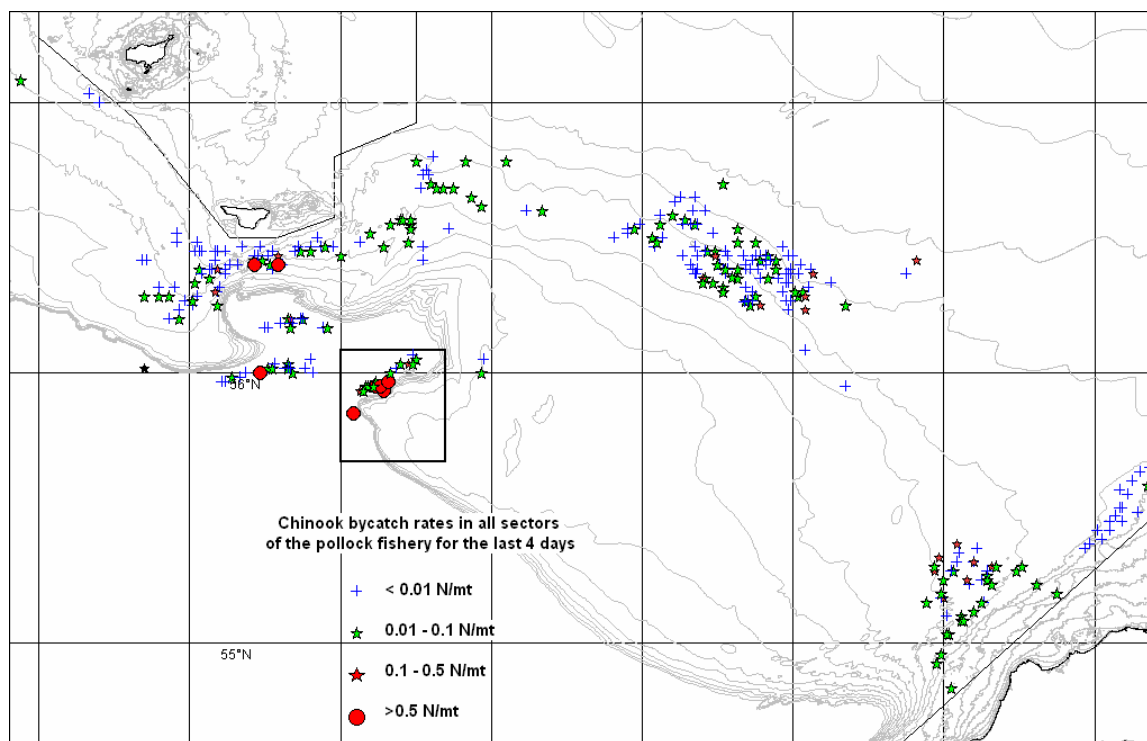 56°N
Chinook bycatch rates in all sectors
of the pollock fishery for the last 4 days
< 0.01 N/mt
0.01 - 0.1 N/mt
55°N
0.1 - 0.5 N/mt
>0.5 N/mt